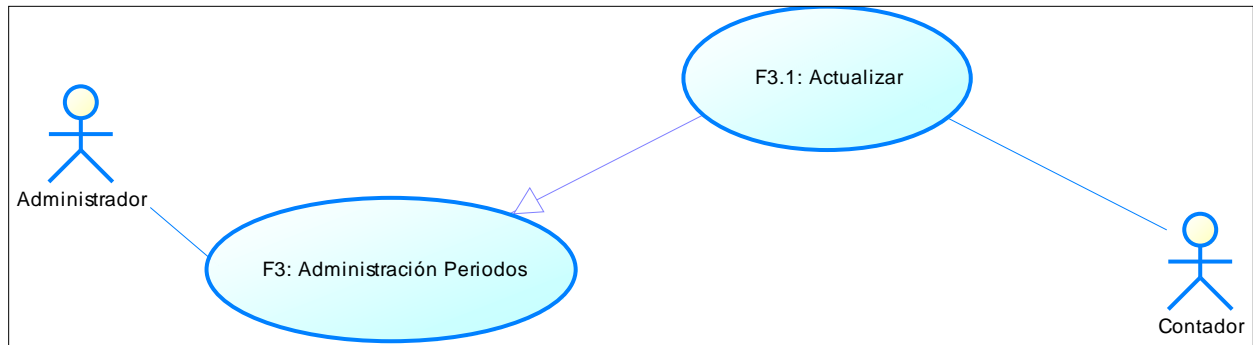 F3.1: Actualizar
Administrador
F3: Administración Periodos
Contador